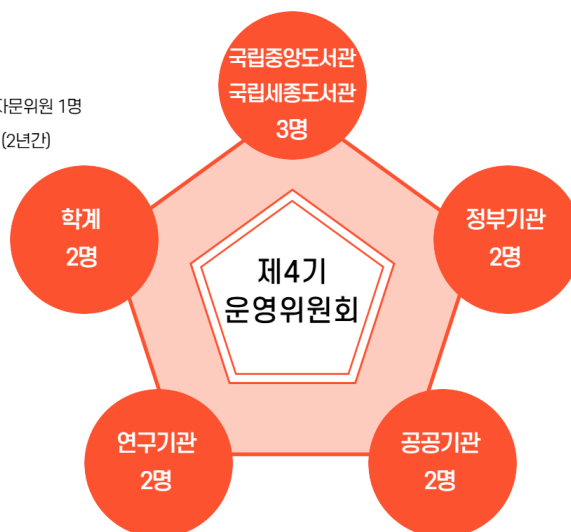 국립중앙도서관
국립세종도서관
3명
자문위원 1명
(2년간)
학계
2명
정부기관
2명
제4기
운영위원회
연구기관
2명
공공기관
2명